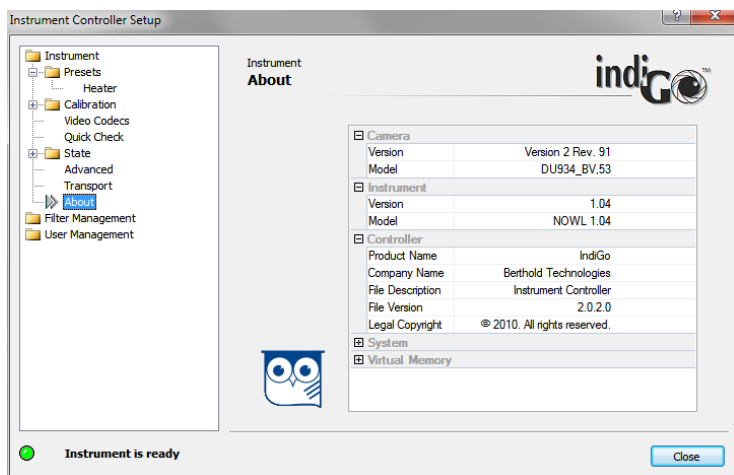 Instrument Controller Setup
Instrument
Presets
Heater
Calibration
Video Codecs
Quick Check
State
Advanced
Transport
About
Filter Management
User Management
Instrument
About
indiGo™
Camera
Version Version 2 Rev. 91
Model DU934_BV,53
Instrument
Version 1.04
Model NOWL 1.04
Controller
Product Name IndiGo
Company Name Berthold Technologies
File Description Instrument Controller
File Version 2.0.2.0
Legal Copyright © 2010. All rights reserved.
System
Virtual Memory
Instrument is ready
Close